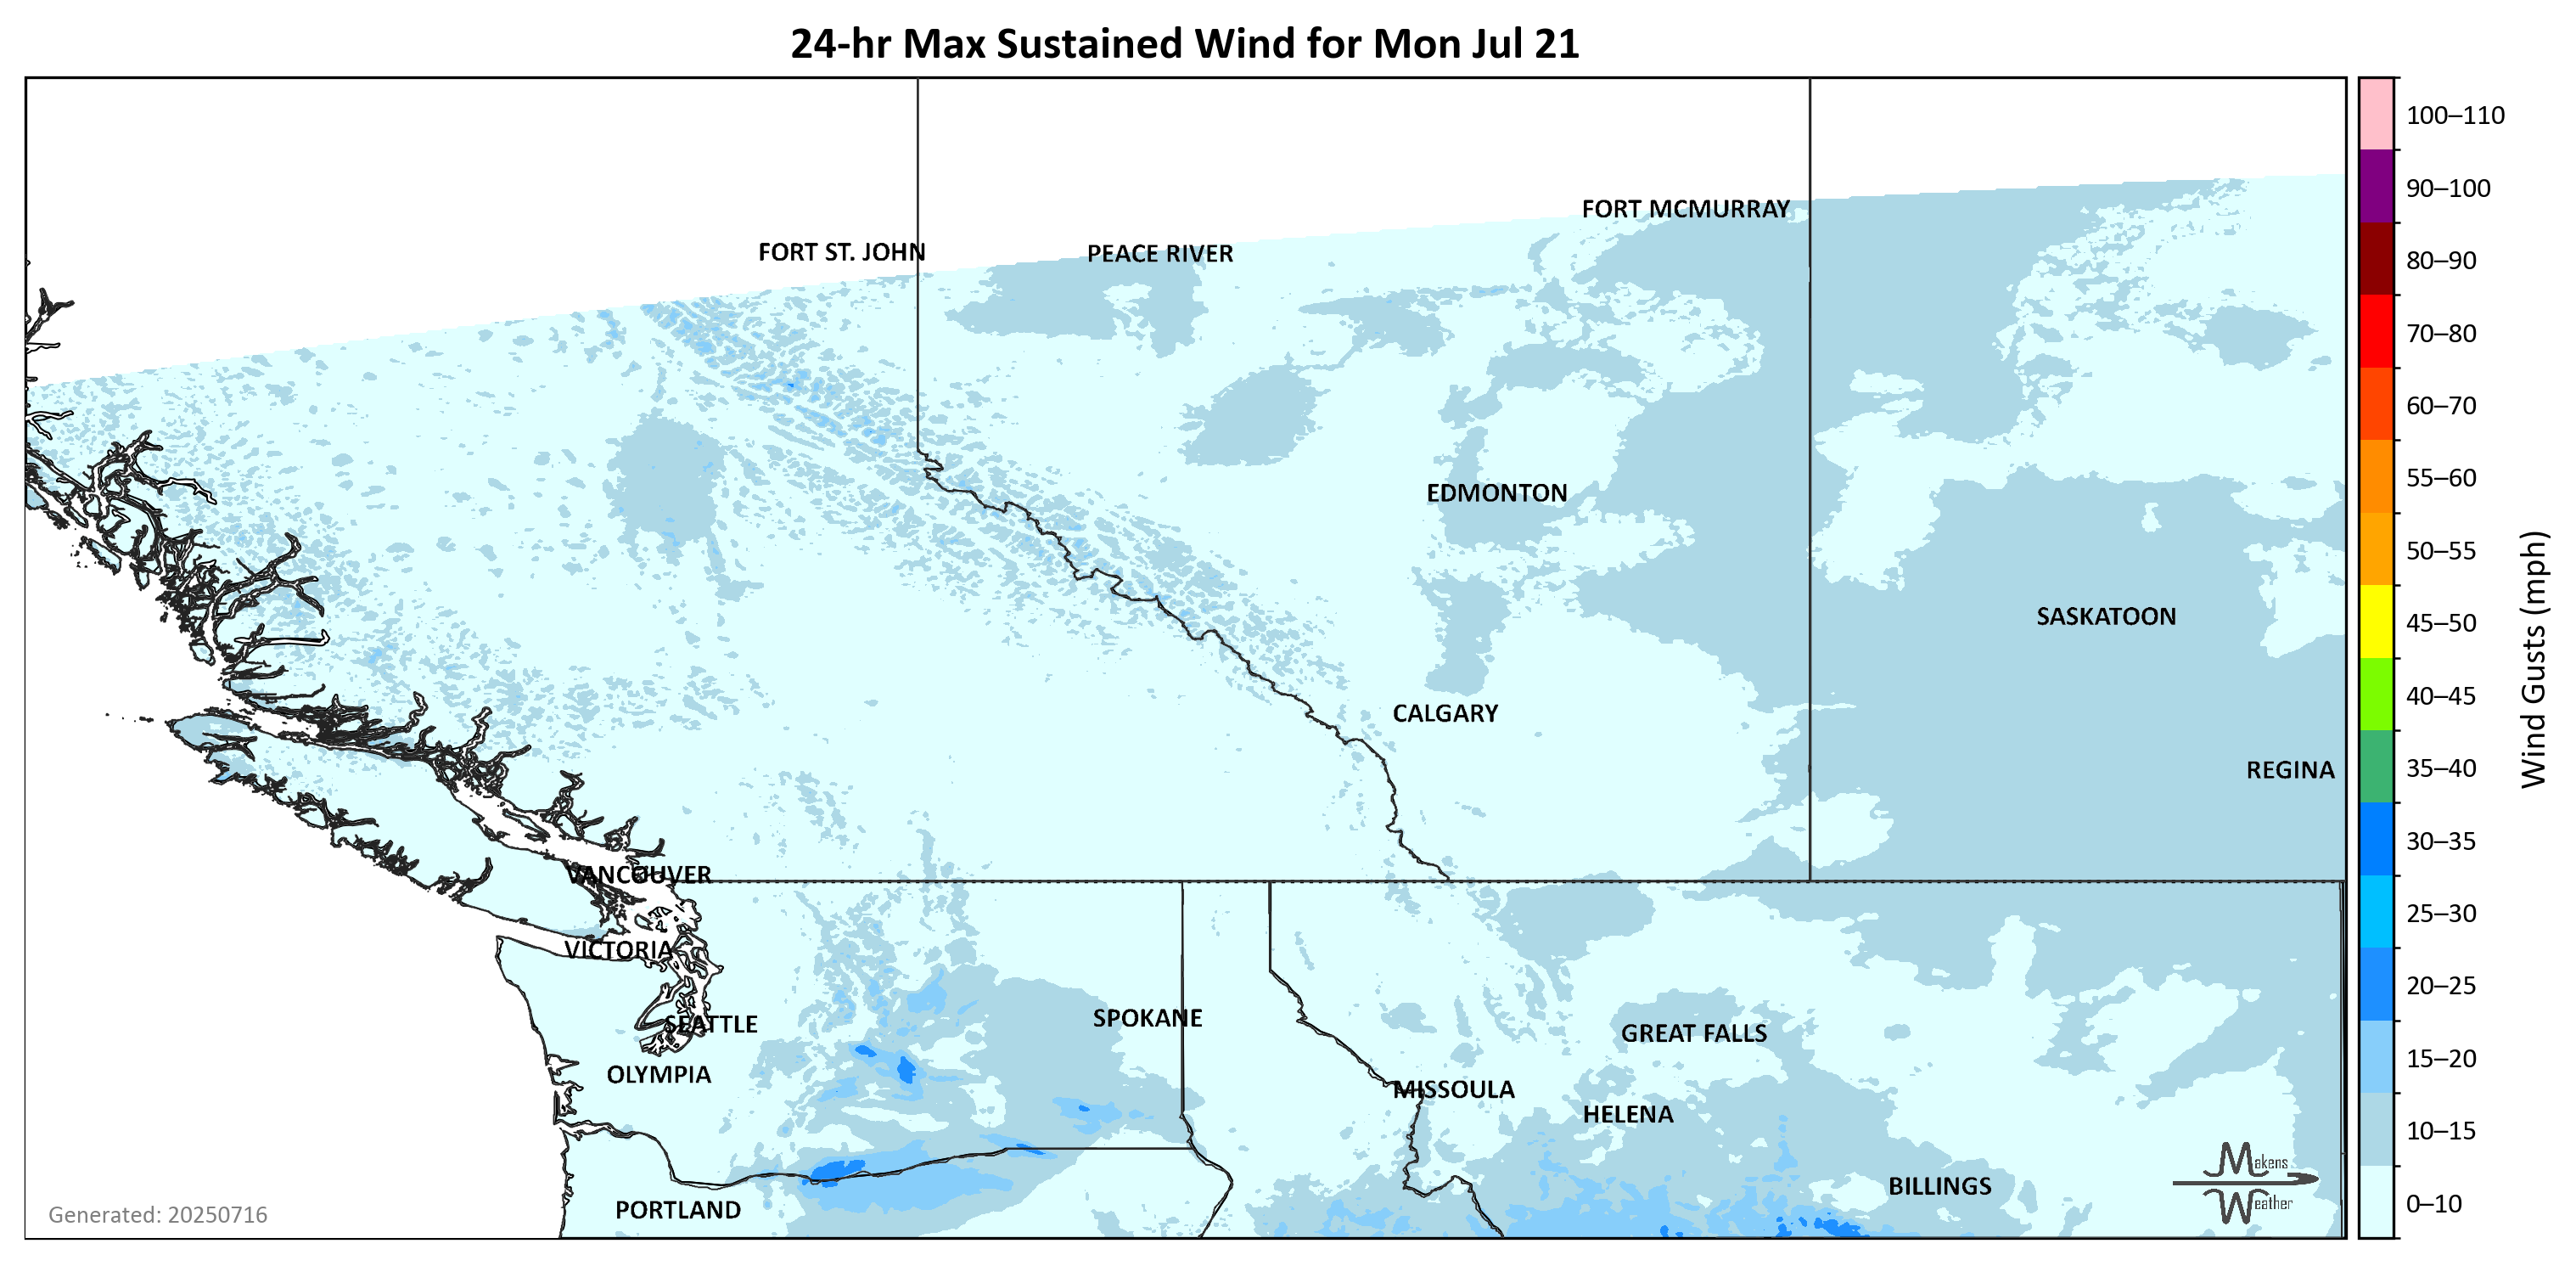 24-hr Max Sustained Wind for Mon Jul 21
100–110
FORT MCMURRAY
90–100
FORT ST. JOHN
PEACE RIVER
80–90
70–80
60–70
55–60
EDMONTON
50–55
SASKATOON
45–50
40–45
CALGARY
REGINA
35–40
Wind Gusts (mph)
30–35
VANCOUVER
25–30
VICTORIA
20–25
SEATTLE
SPOKANE
GREAT FALLS
15–20
OLYMPIA
MISSOULA
HELENA
10–15
Makens
Weather
BILLINGS
0–10
PORTLAND
Generated: 20250716